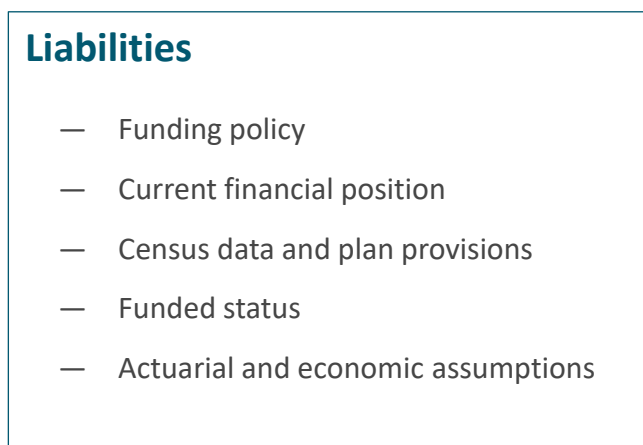 Liabilities
— Funding policy
— Current financial position
— Census data and plan provisions
— Funded status
— Actuarial and economic assumptions